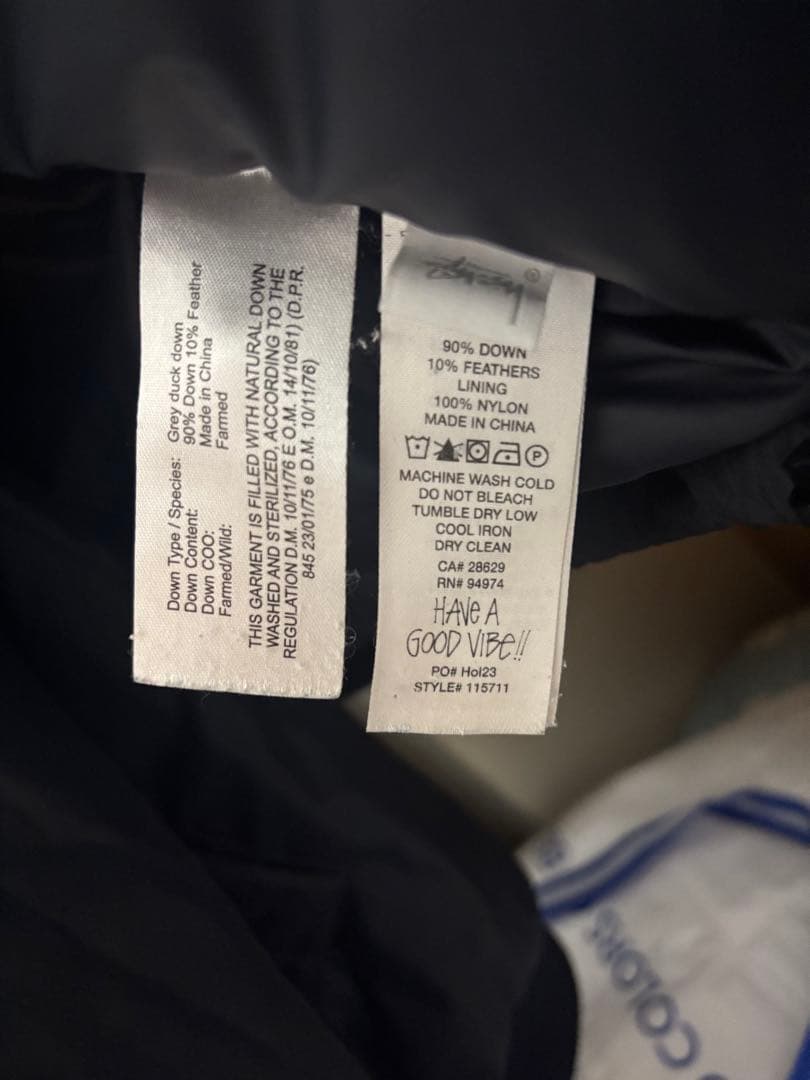 Down Type / Species: Grey duck down
Down Content: 90% Down 10% Feather
Down COO: Made in China
Farmed/Wild: Farmed
THIS GARMENT IS FILLED WITH NATURAL DOWN
WASHED AND STERILIZED, ACCORDING TO THE
REGULATION D.M. 10/11/76 E O.M. 14/10/81) (D.P.R.
845 23/01/75 e D.M. 10/11/76)
®
90% DOWN
10% FEATHERS
LINING
100% NYLON
MADE IN CHINA
P
MACHINE WASH COLD
DO NOT BLEACH
TUMBLE DRY LOW
COOL IRON
DRY CLEAN
CA# 28629
RN# 94974
HAVE A
GOOD VIBE!!
PO# Hol23
STYLE# 115711
COLORS